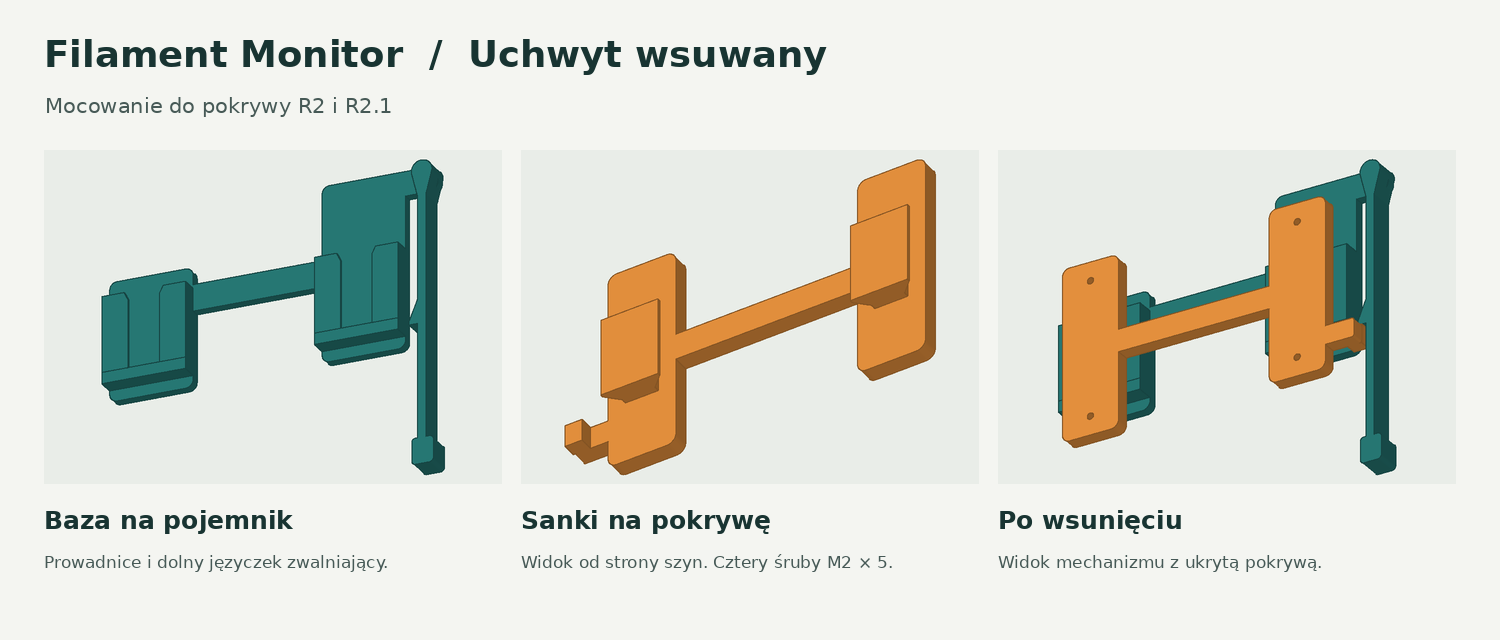 Filament Monitor / Uchwyt wsuwany
Mocowanie do pokrywy R2 i R2.1
Baza na pojemnik
Prowadnice i dolny języczek zwalniający.
Sanki na pokrywę
Widok od strony szyn. Cztery śruby M2 × 5.
Po wsunięciu
Widok mechanizmu z ukrytą pokrywą.